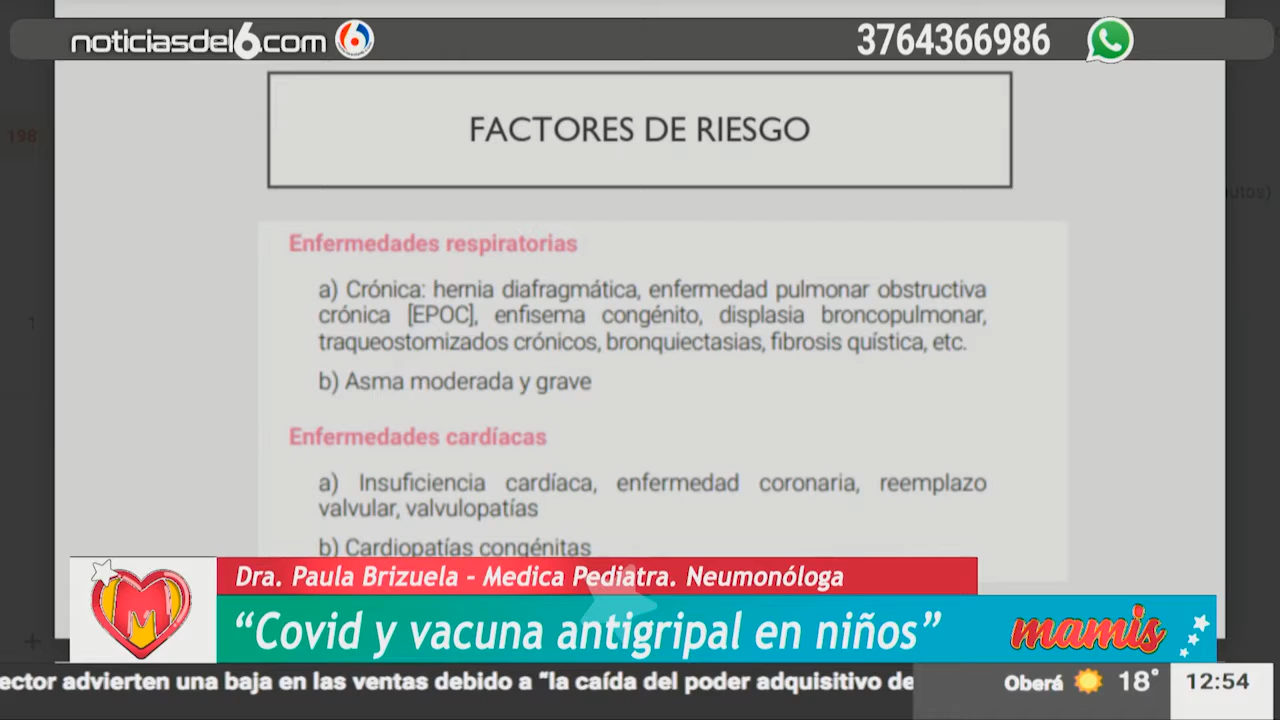 noticiasdel6.com
3764366986
198
FACTORES DE RIESGO
utos)
Enfermedades respiratorias
a) Crónica: hernia diafragmática, enfermedad pulmonar obstructiva
crónica [EPOC], enfisema congénito, displasia broncopulmonar,
traqueostomizados crónicos, bronquiectasias, fibrosis quística, etc.
1
b) Asma moderada y grave
Enfermedades cardíacas
a) Insuficiencia cardíaca, enfermedad coronaria, reemplazo
valvular, valvulopatías
b) Cardiopatías congénitas
Dra. Paula Brizuela - Medica Pediatra. Neumonóloga
M
“Covid y vacuna antigripal en niños”
mamis
ector advierten una baja en las ventas debido a “la caída del poder adquisitivo de
Oberá 18°
12:54